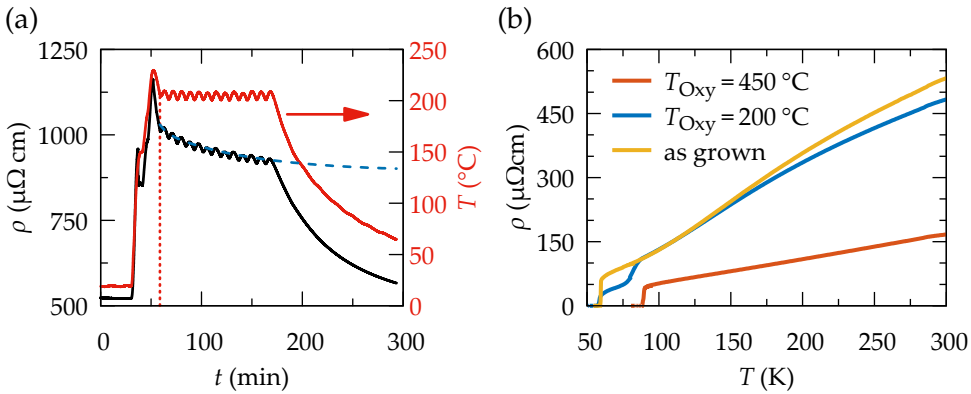 (a)
1250
1000
750
500
ρ (μΩ cm)
0
100
200
300
t (min)
250
200
150
100
50
0
T (°C)
(b)
600
450
300
150
0
ρ (μΩcm)
T_Oxy = 450 °C
T_Oxy = 200 °C
as grown
50
100
150
200
250
300
T (K)